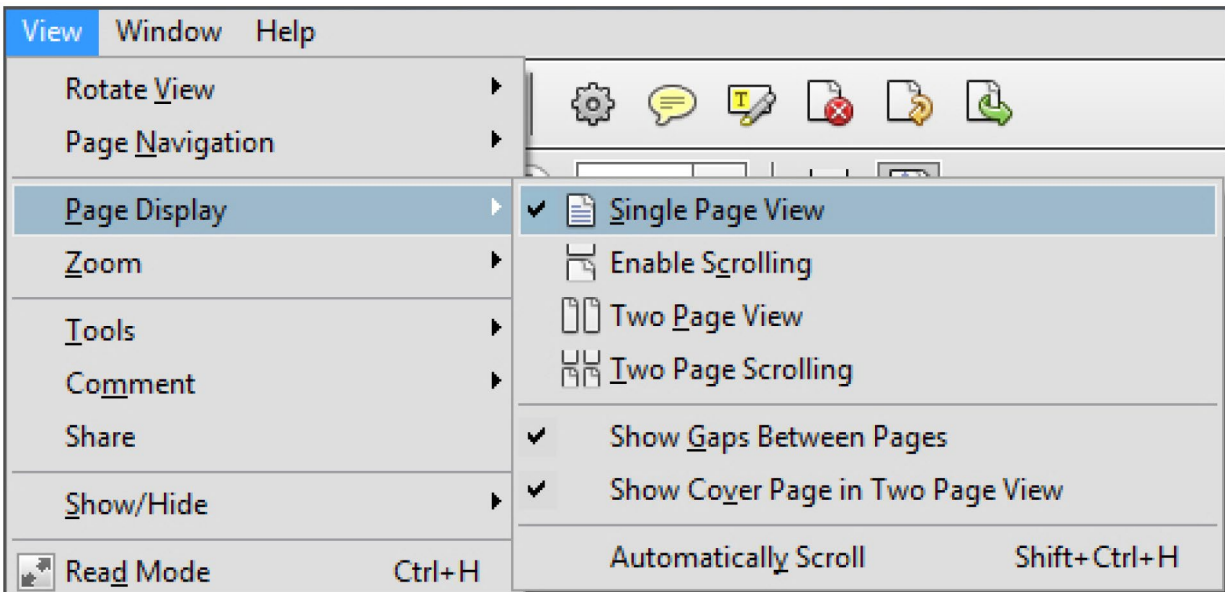 View Window Help
Rotate View
Page Navigation
Page Display
Zoom
Tools
Comment
Share
Show/Hide
Read Mode Ctrl+H
Single Page View
Enable Scrolling
Two Page View
Two Page Scrolling
Show Gaps Between Pages
Show Cover Page in Two Page View
Automatically Scroll Shift+Ctrl+H